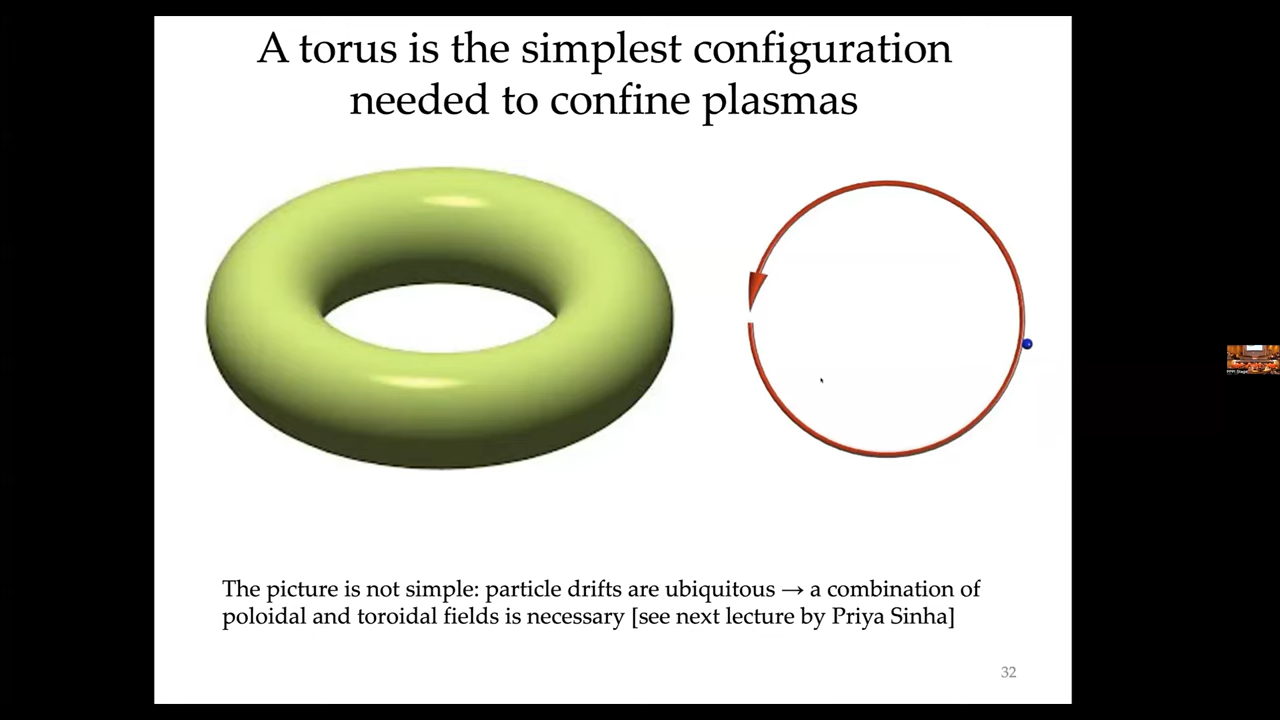 A torus is the simplest configuration
needed to confine plasmas
The picture is not simple: particle drifts are ubiquitous → a combination of
poloidal and toroidal fields is necessary [see next lecture by Priya Sinha]
32